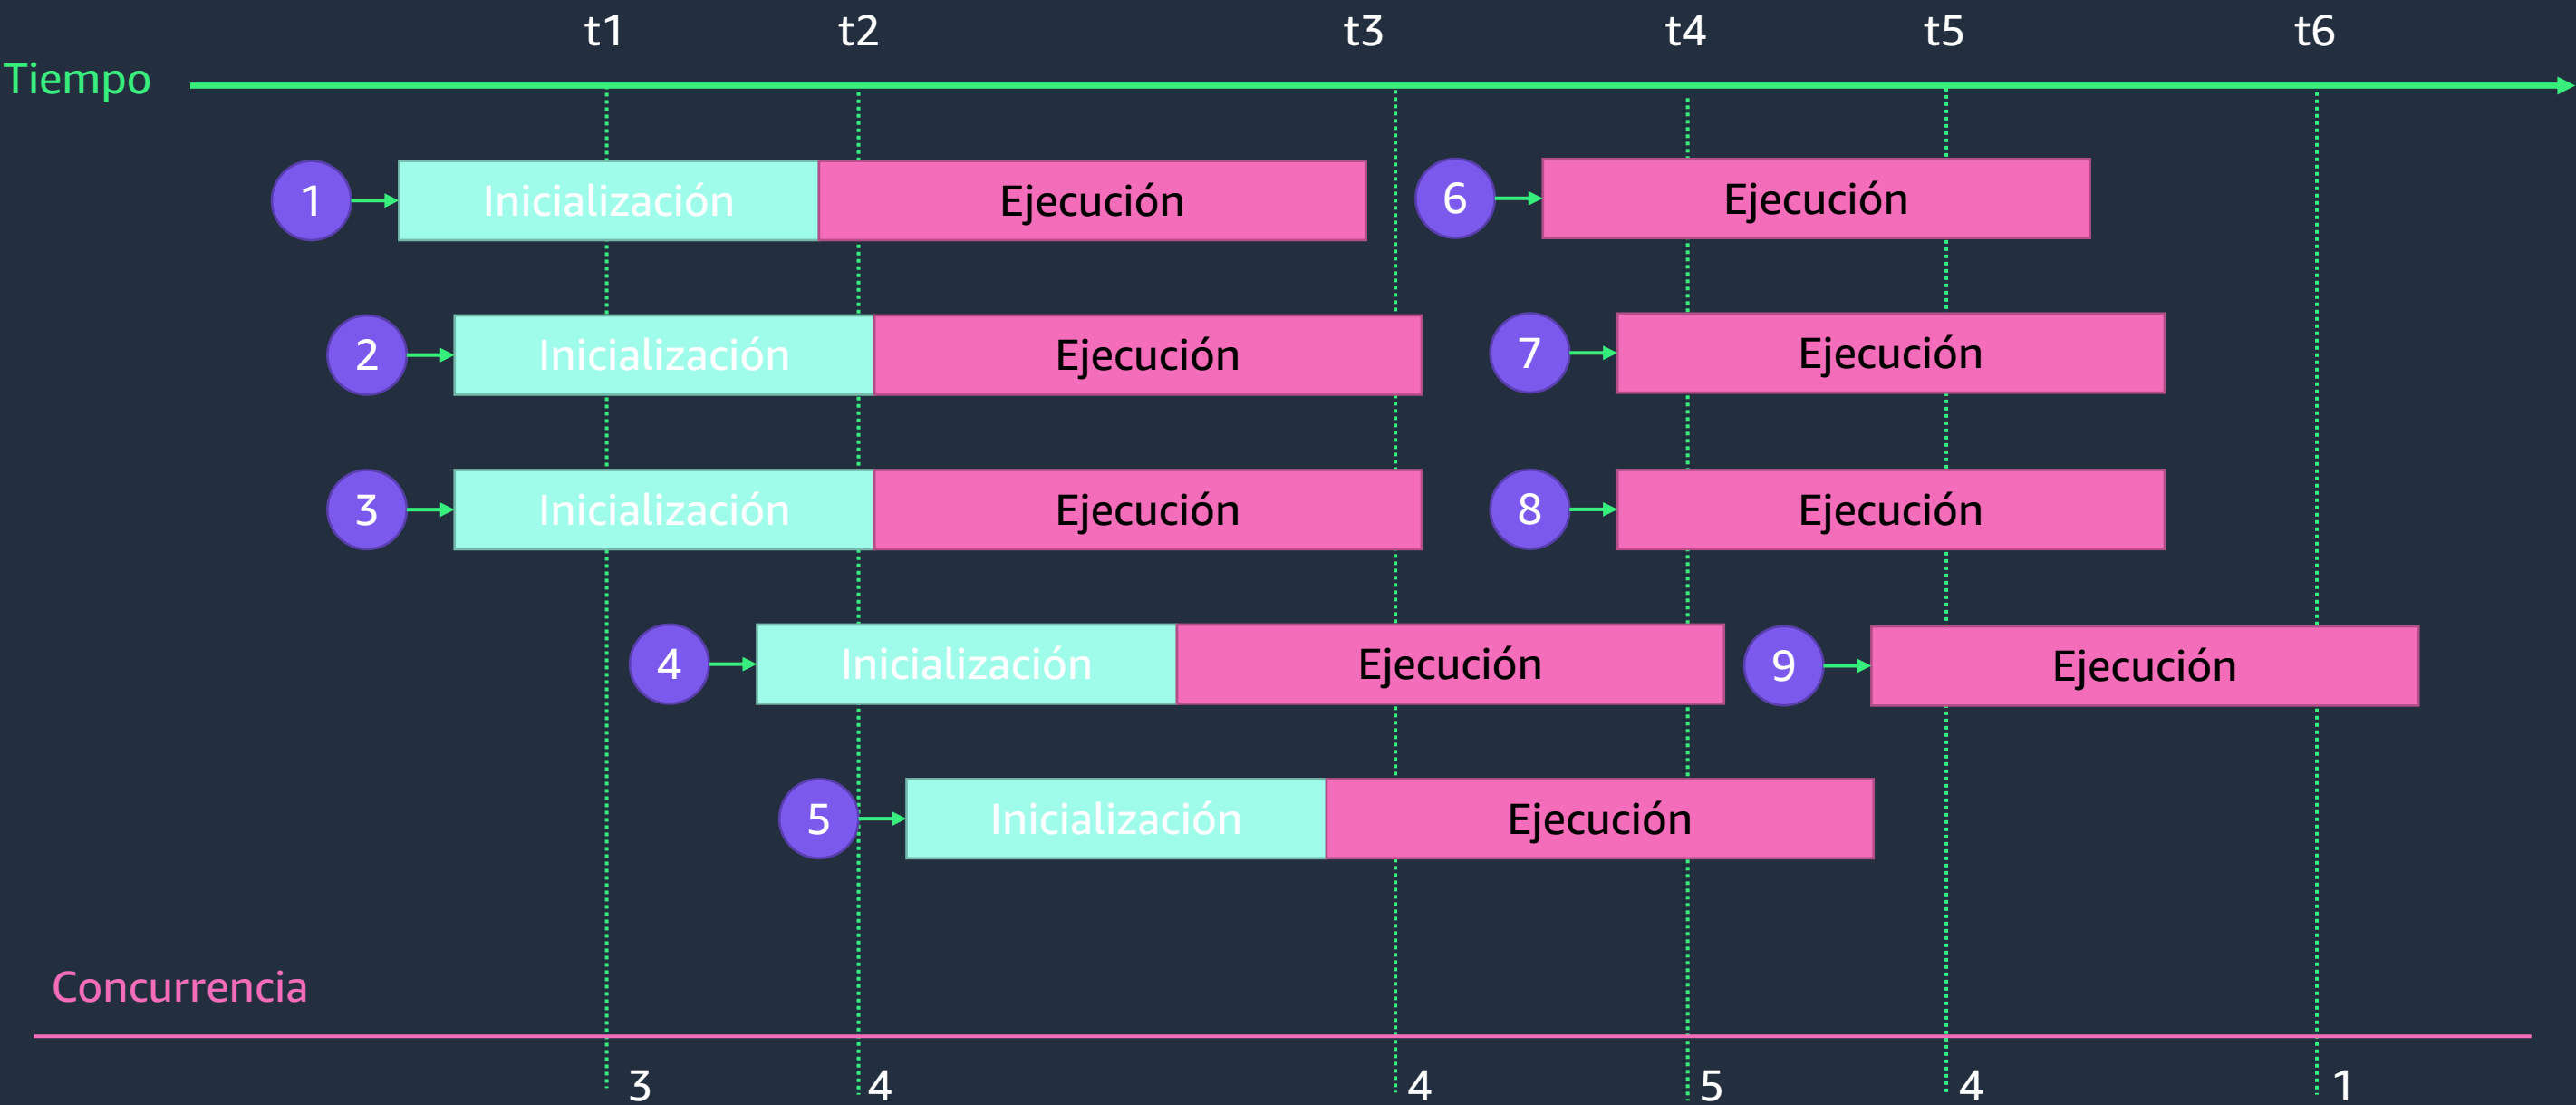 t1 t2 t3 t4 t5 t6
Tiempo
1 Inicialización Ejecución 6 Ejecución
2 Inicialización Ejecución 7 Ejecución
3 Inicialización Ejecución 8 Ejecución
4 Inicialización Ejecución 9 Ejecución
5 Inicialización Ejecución
Concurrencia
3 4 4 5 4 1